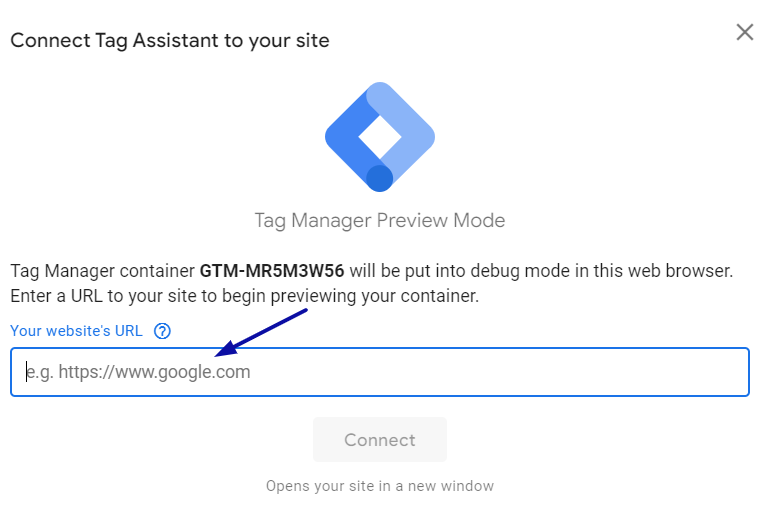 Connect Tag Assistant to your site
Tag Manager Preview Mode
Tag Manager container GTM-MR5M3W56 will be put into debug mode in this web browser.
Enter a URL to your site to begin previewing your container.
Your website's URL ?
e.g. https://www.google.com
Connect
Opens your site in a new window